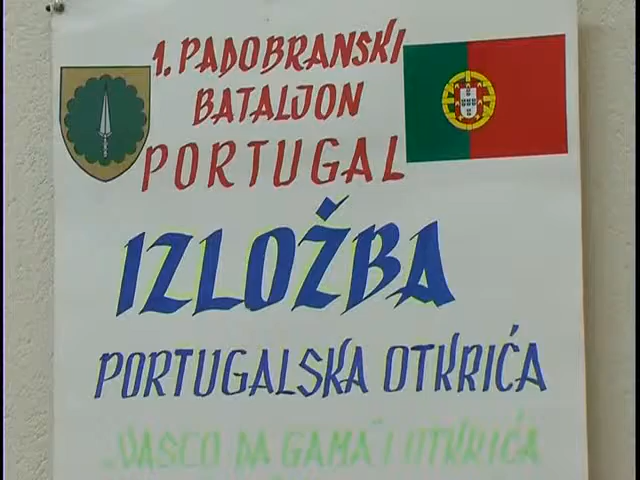 1. PADOBRANSKI
BATALJON
PORTUGAL
IZLOŽBA
PORTUGALSKA OTKRIĆA
„VASCO DA GAMA“ I OTKRIĆA